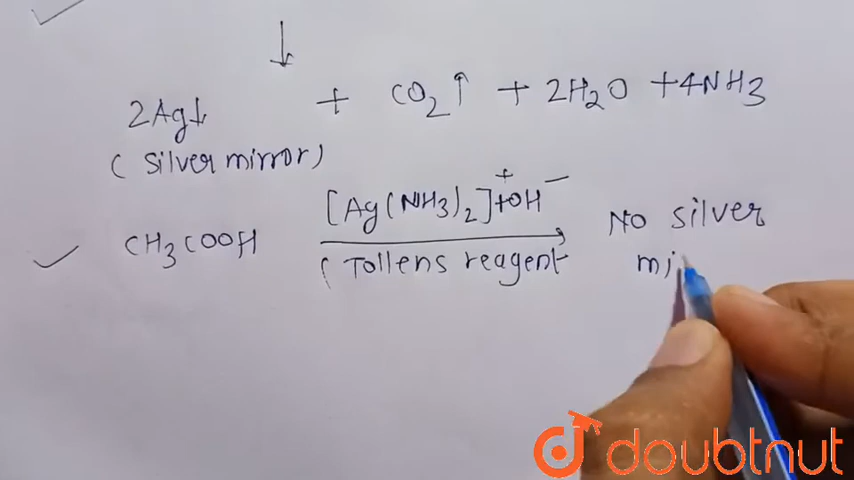 2Ag↓ + CO2↑ + 2H2O + 4NH3
(Silver mirror)
CH3COOH [Ag(NH3)2]+ + OH− No silver
(Tollens reagent mi
doubtnut